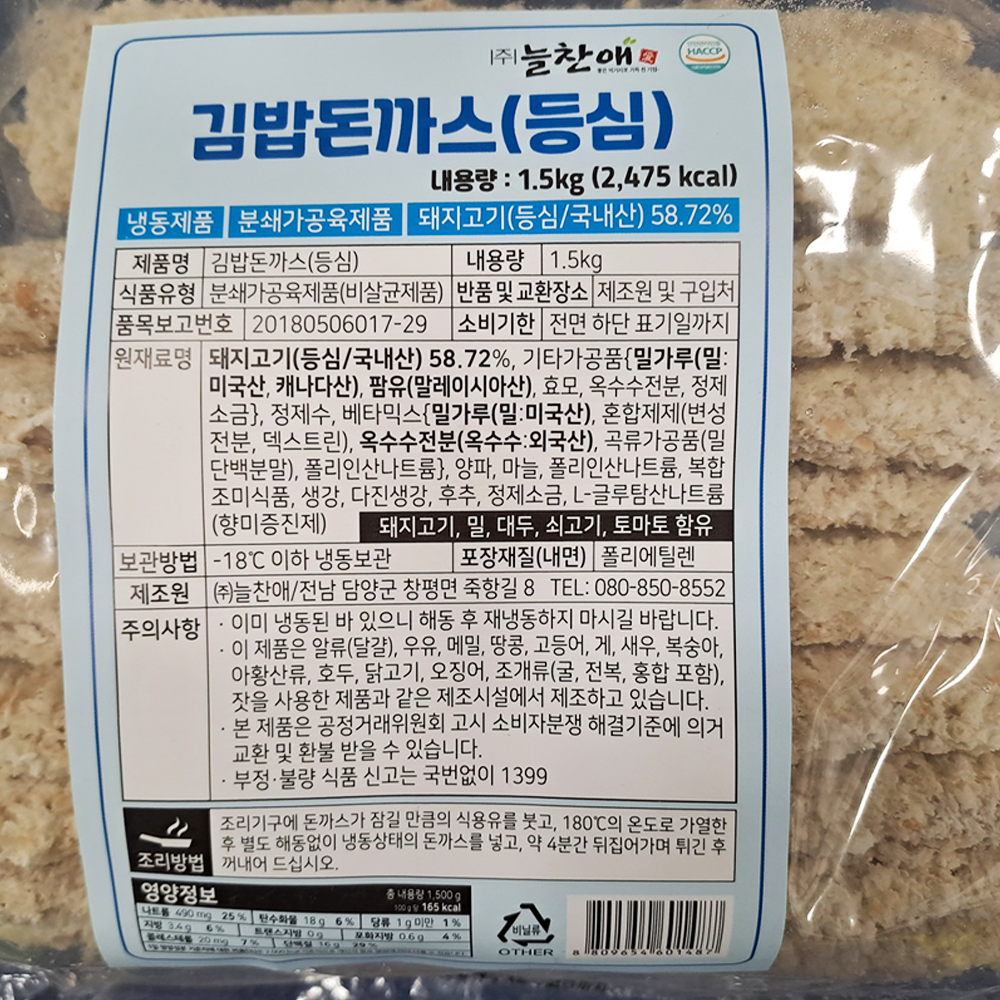 (주)늘찬애 愛
HACCP
김밥돈까스(등심)
내용량 : 1.5kg (2,475 kcal)
냉동제품 분쇄가공육제품 돼지고기(등심/국내산) 58.72%
제품명 김밥돈까스(등심) 내용량 1.5kg
식품유형 분쇄가공육제품(비살균제품) 반품 및 교환장소 제조원 및 구입처
품목보고번호 20180506017-29 소비기한 전면 하단 표기일까지
원재료명 돼지고기(등심/국내산) 58.72%, 기타가공품{밀가루(밀:
미국산, 캐나다산), 팜유(말레이시아산), 효모, 옥수수전분, 정제
소금}, 정제수, 베타믹스{밀가루(밀:미국산), 혼합제제(변성
전분, 덱스트린), 옥수수전분(옥수수:외국산), 곡류가공품(밀
단백분말), 폴리인산나트륨}, 양파, 마늘, 폴리인산나트륨, 복합
조미식품, 생강, 다진생강, 후추, 정제소금, L-글루탐산나트륨
(향미증진제) 돼지고기, 밀, 대두, 쇠고기, 토마토 함유
보관방법 -18℃ 이하 냉동보관 포장재질(내면) 폴리에틸렌
제조원 ㈜늘찬애/전남 담양군 창평면 죽향길 8 TEL: 080-850-8552
주의사항 · 이미 냉동된 바 있으니 해동 후 재냉동하지 마시길 바랍니다.
· 이 제품은 알류(달걀), 우유, 메밀, 땅콩, 고등어, 게, 새우, 복숭아,
아황산류, 호두, 닭고기, 오징어, 조개류(굴, 전복, 홍합 포함),
잣을 사용한 제품과 같은 제조시설에서 제조하고 있습니다.
· 본 제품은 공정거래위원회 고시 소비자분쟁 해결기준에 의거
교환 및 환불 받을 수 있습니다.
· 부정·불량 식품 신고는 국번없이 1399
조리방법 조리기구에 돈까스가 잠길 만큼의 식용유를 붓고, 180℃의 온도로 가열한
후 별도 해동없이 냉동상태의 돈까스를 넣고, 약 4분간 뒤집어가며 튀긴 후
꺼내어 드십시오.
영양정보 총 내용량 1,500 g
100 g 당 165 kcal
나트륨 490 mg 25 % 탄수화물 18 g 6 % 당류 1 g 미만 1 %
지방 3.4 g 6 % 트랜스지방 0 g 포화지방 0.6 g 4 %
콜레스테롤 20 mg 7 % 단백질 16 g 29 %
비닐류
OTHER
8 809654 601487